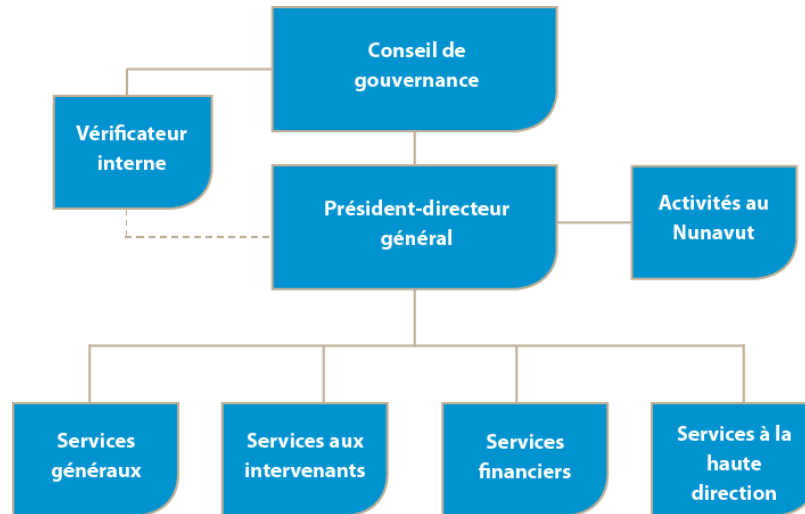 Conseil de
gouvernance
Vérificateur
interne
Président-directeur
général
Activités au
Nunavut
Services
généraux
Services aux
intervenants
Services
financiers
Services à la
haute
direction